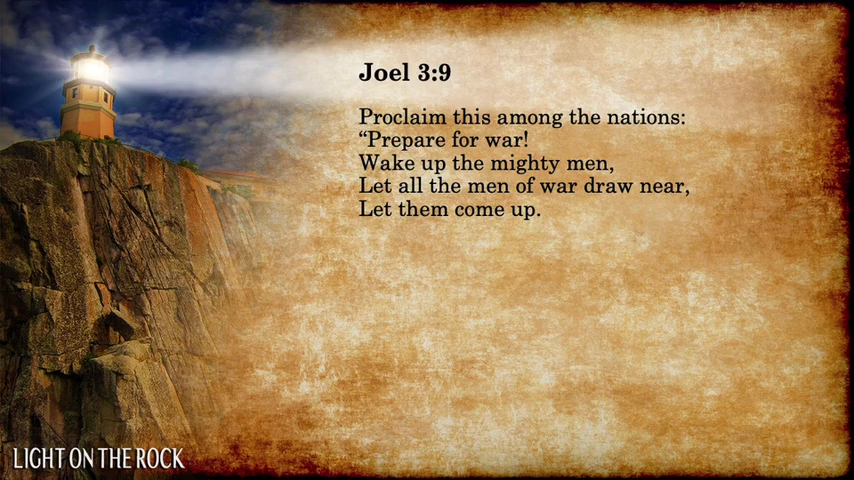 Joel 3:9
Proclaim this among the nations:
“Prepare for war!
Wake up the mighty men,
Let all the men of war draw near,
Let them come up.
LIGHT ON THE ROCK